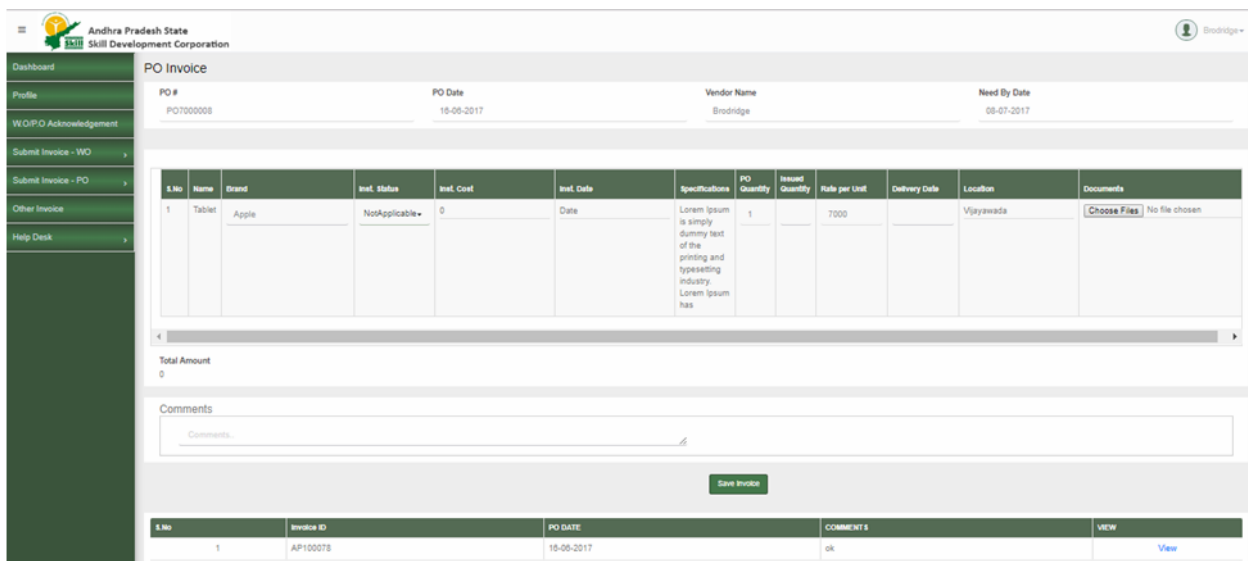 Andhra Pradesh State
Skill Skill Development Corporation
Brodridge
Dashboard
Profile
W.O/P.O Acknowledgement
Submit Invoice - WO
Submit Invoice - PO
Other Invoice
Help Desk
PO Invoice
PO # PO Date Vendor Name Need By Date
PO7000008 16-06-2017 Brodridge 08-07-2017
S.No Name Brand Inst. Status Inst. Cost Inst. Date Specifications PO Quantity Issued Quantity Rate per Unit Delivery Date Location Documents
1 Tablet Apple NotApplicable 0 Date Lorem Ipsum 1 7000 Vijayawada Choose Files No file chosen
is simply
dummy text
of the
printing and
typesetting
industry.
Lorem Ipsum
has
Total Amount
0
Comments
Comments..
Save Invoice
S.No Invoice ID PO DATE COMMENTS VIEW
1 AP100078 16-06-2017 ok View